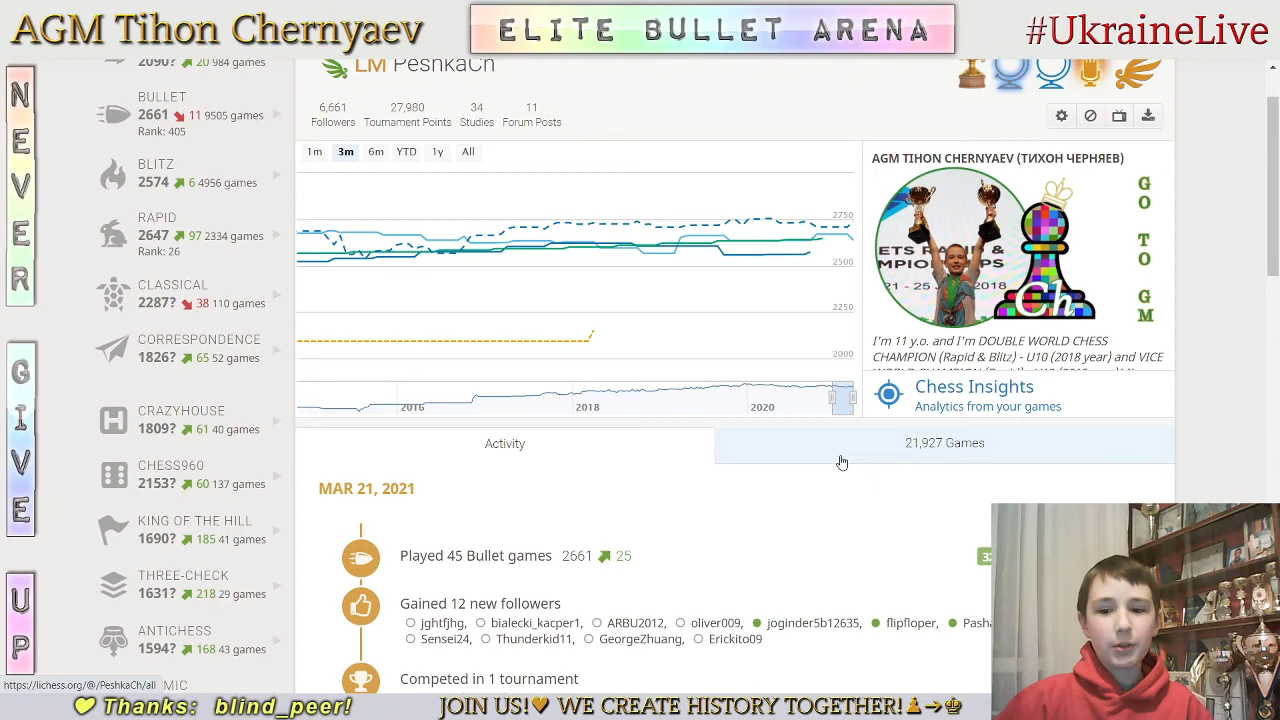 AGM Tihon Chernyaev
ELITE BULLET ARENA
#UkraineLive
NEVER
GIVE
UP
2090? 20 984 games
BULLET
2661 11 9505 games
Rank: 405
BLITZ
2574 6 4956 games
RAPID
2647 97 2334 games
Rank: 26
CLASSICAL
2287? 38 110 games
CORRESPONDENCE
1826? 65 52 games
CRAZYHOUSE
1809? 61 40 games
CHESS960
2153? 60 137 games
KING OF THE HILL
1690? 185 41 games
THREE-CHECK
1631? 218 29 games
ANTICHESS
1594? 168 43 games
MIC
https://lichess.org/@/PeshkaCh/all
LM PeshkaCh
6,661 27,980 34 11
Followers Tournament Points Studies Forum Posts
1m 3m 6m YTD 1y All
2750
2500
2250
2000
2016 2018 2020
AGM TIHON CHERNYAEV (ТИХОН ЧЕРНЯЕВ)
GO
TO
GM
ETS RAPID &
MPIONSHIPS
21 - 25 2018
Ch
I'm 11 y.o. and I'm DOUBLE WORLD CHESS
CHAMPION (Rapid & Blitz) - U10 (2018 year) and VICE
Chess Insights
Analytics from your games
Activity
21,927 Games
MAR 21, 2021
Played 45 Bullet games 2661 25
32
Gained 12 new followers
jghtfjhg, bialecki_kacper1, ARBU2012, oliver009, joginder5b12635, flipfloper, Pasha
Sensei24, Thunderkid11, GeorgeZhuang, Erickito09
Competed in 1 tournament
Thanks: blind_peer!
JOIN US! WE CREATE HISTORY TOGETHER!